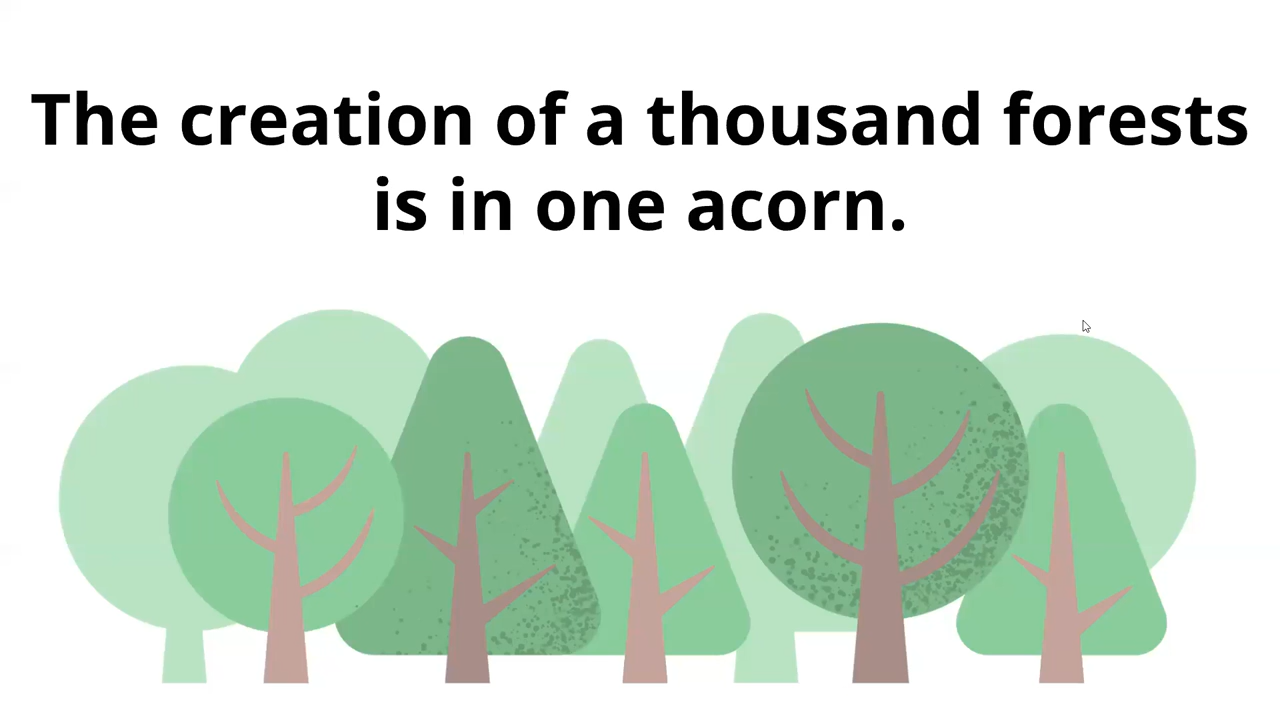 The creation of a thousand forests
is in one acorn.